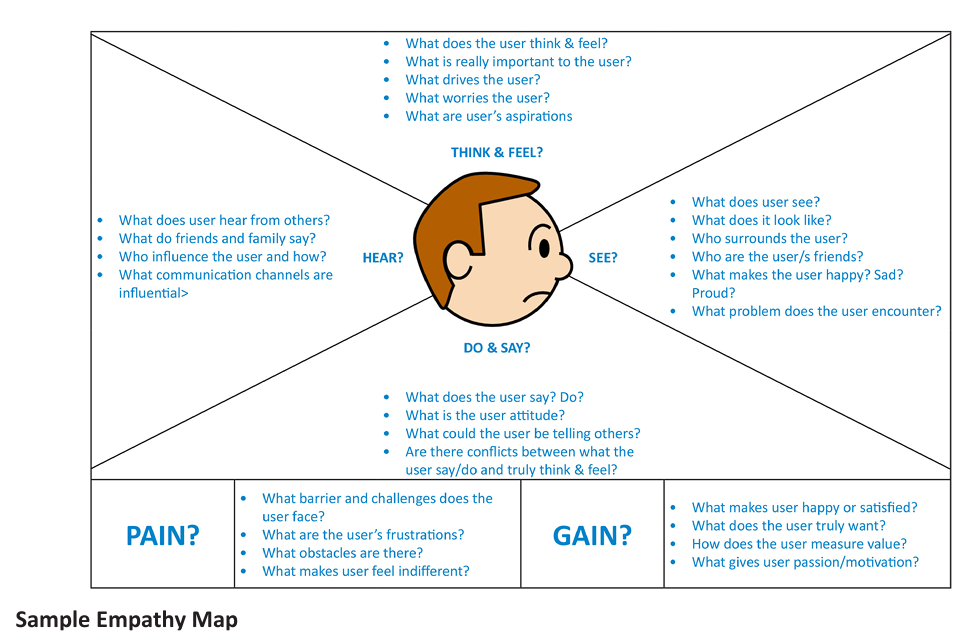 • What does the user think & feel?
• What is really important to the user?
• What drives the user?
• What worries the user?
• What are user’s aspirations
THINK & FEEL?
• What does user hear from others?
• What do friends and family say?
• Who influence the user and how?
• What communication channels are
influential>
HEAR?
SEE?
• What does user see?
• What does it look like?
• Who surrounds the user?
• Who are the user/s friends?
• What makes the user happy? Sad?
Proud?
• What problem does the user encounter?
DO & SAY?
• What does the user say? Do?
• What is the user attitude?
• What could the user be telling others?
• Are there conflicts between what the
user say/do and truly think & feel?
PAIN?
• What barrier and challenges does the
user face?
• What are the user’s frustrations?
• What obstacles are there?
• What makes user feel indifferent?
GAIN?
• What makes user happy or satisfied?
• What does the user truly want?
• How does the user measure value?
• What gives user passion/motivation?
Sample Empathy Map